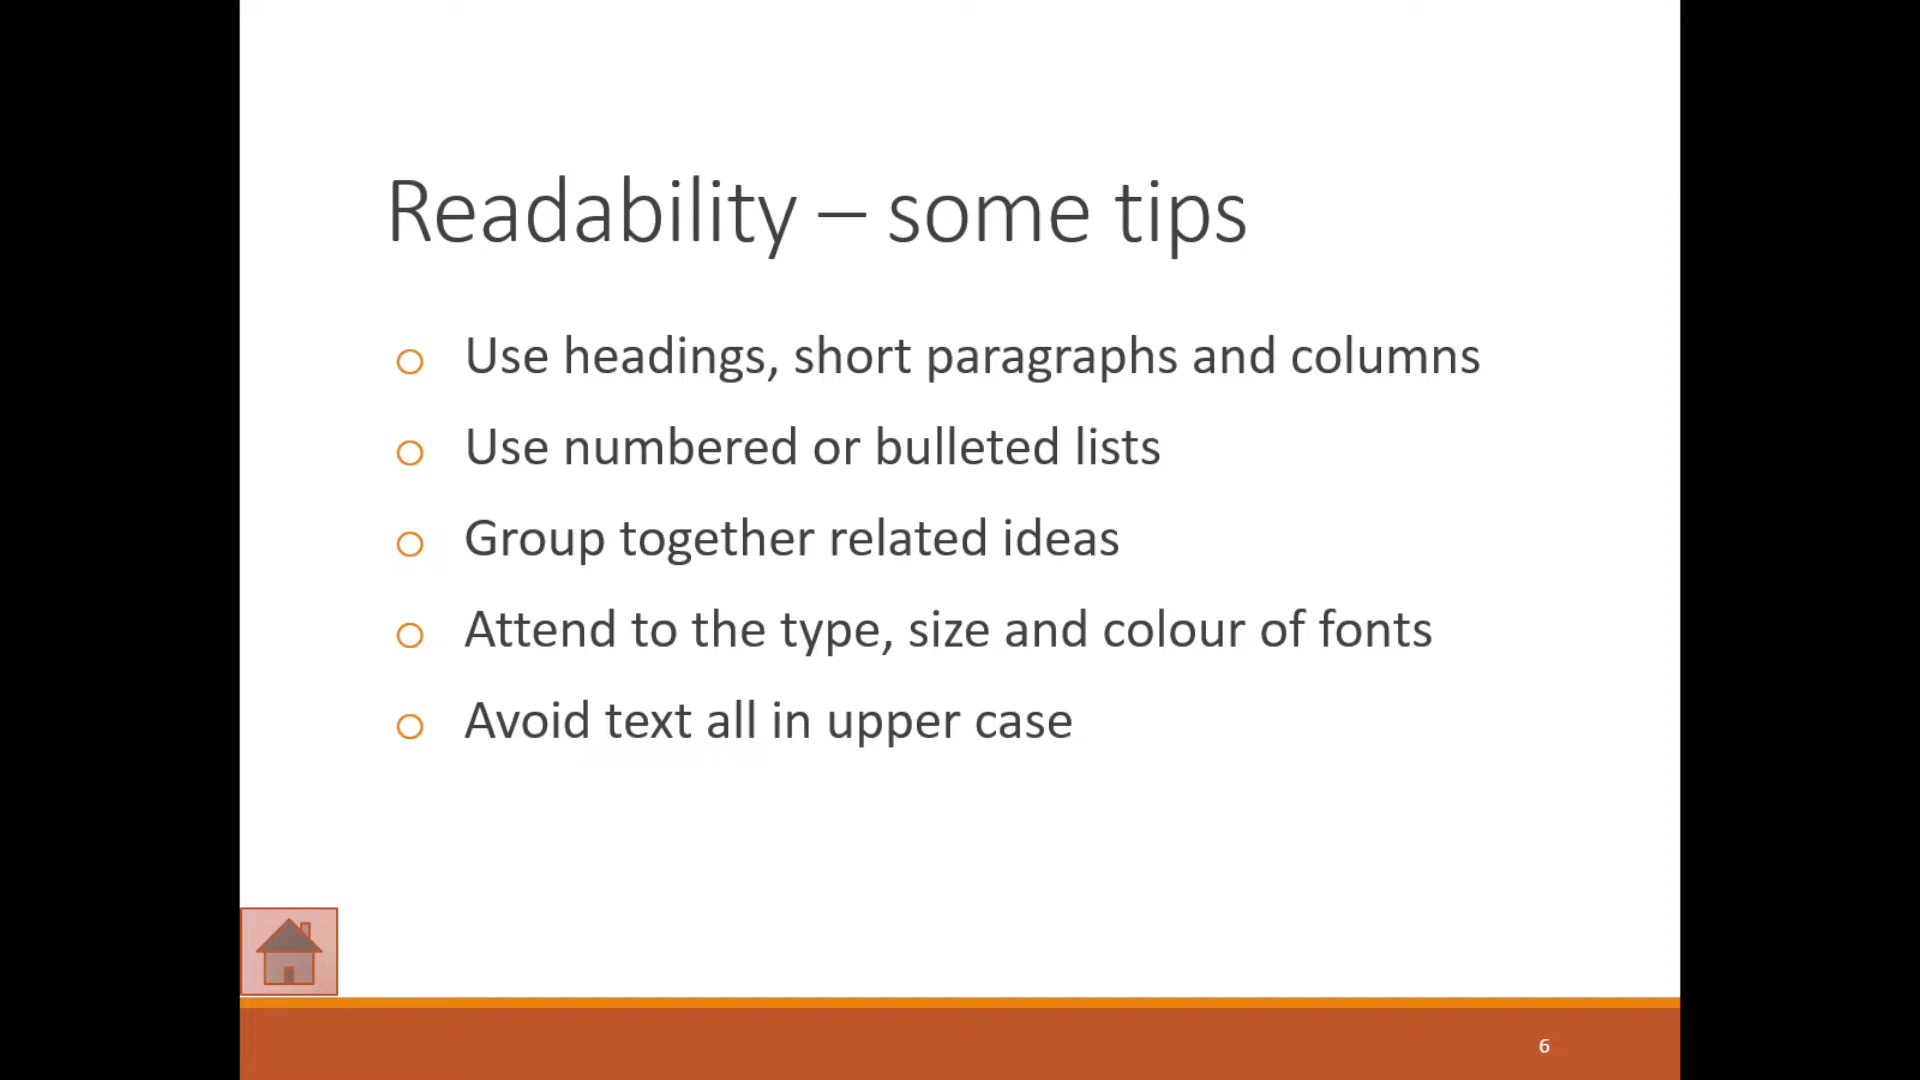 Readability – some tips
Use headings, short paragraphs and columns
Use numbered or bulleted lists
Group together related ideas
Attend to the type, size and colour of fonts
Avoid text all in upper case
6